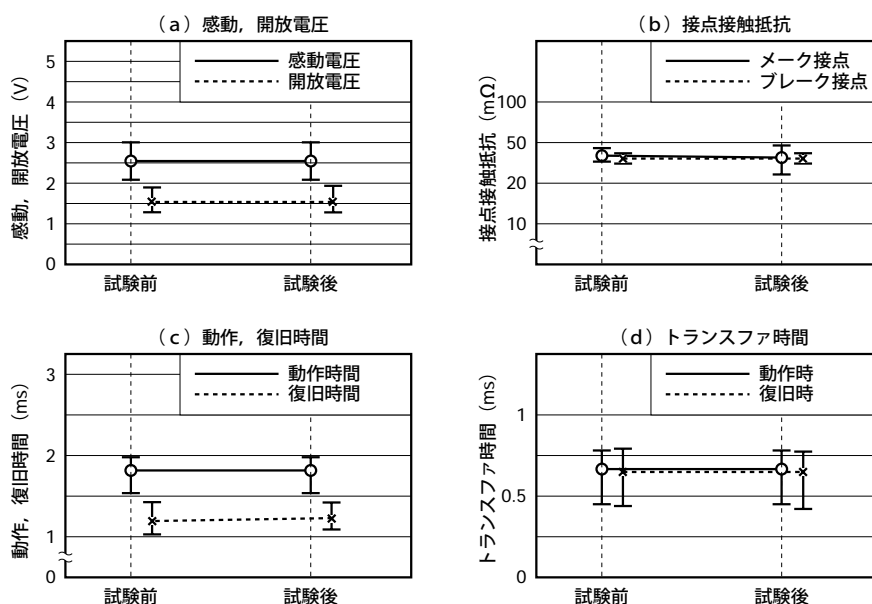 (a) 感動，開放電圧
感動，開放電圧 (V)
5
4
3
2
1
0
感動電圧
開放電圧
試験前
試験後
(b) 接点接触抵抗
接点接触抵抗 (mΩ)
100
50
20
10
メーク接点
ブレーク接点
試験前
試験後
(c) 動作，復旧時間
動作，復旧時間 (ms)
3
2
1
0
動作時間
復旧時間
試験前
試験後
(d) トランスファ時間
トランスファ時間 (ms)
1
0.5
0
動作時
復旧時
試験前
試験後